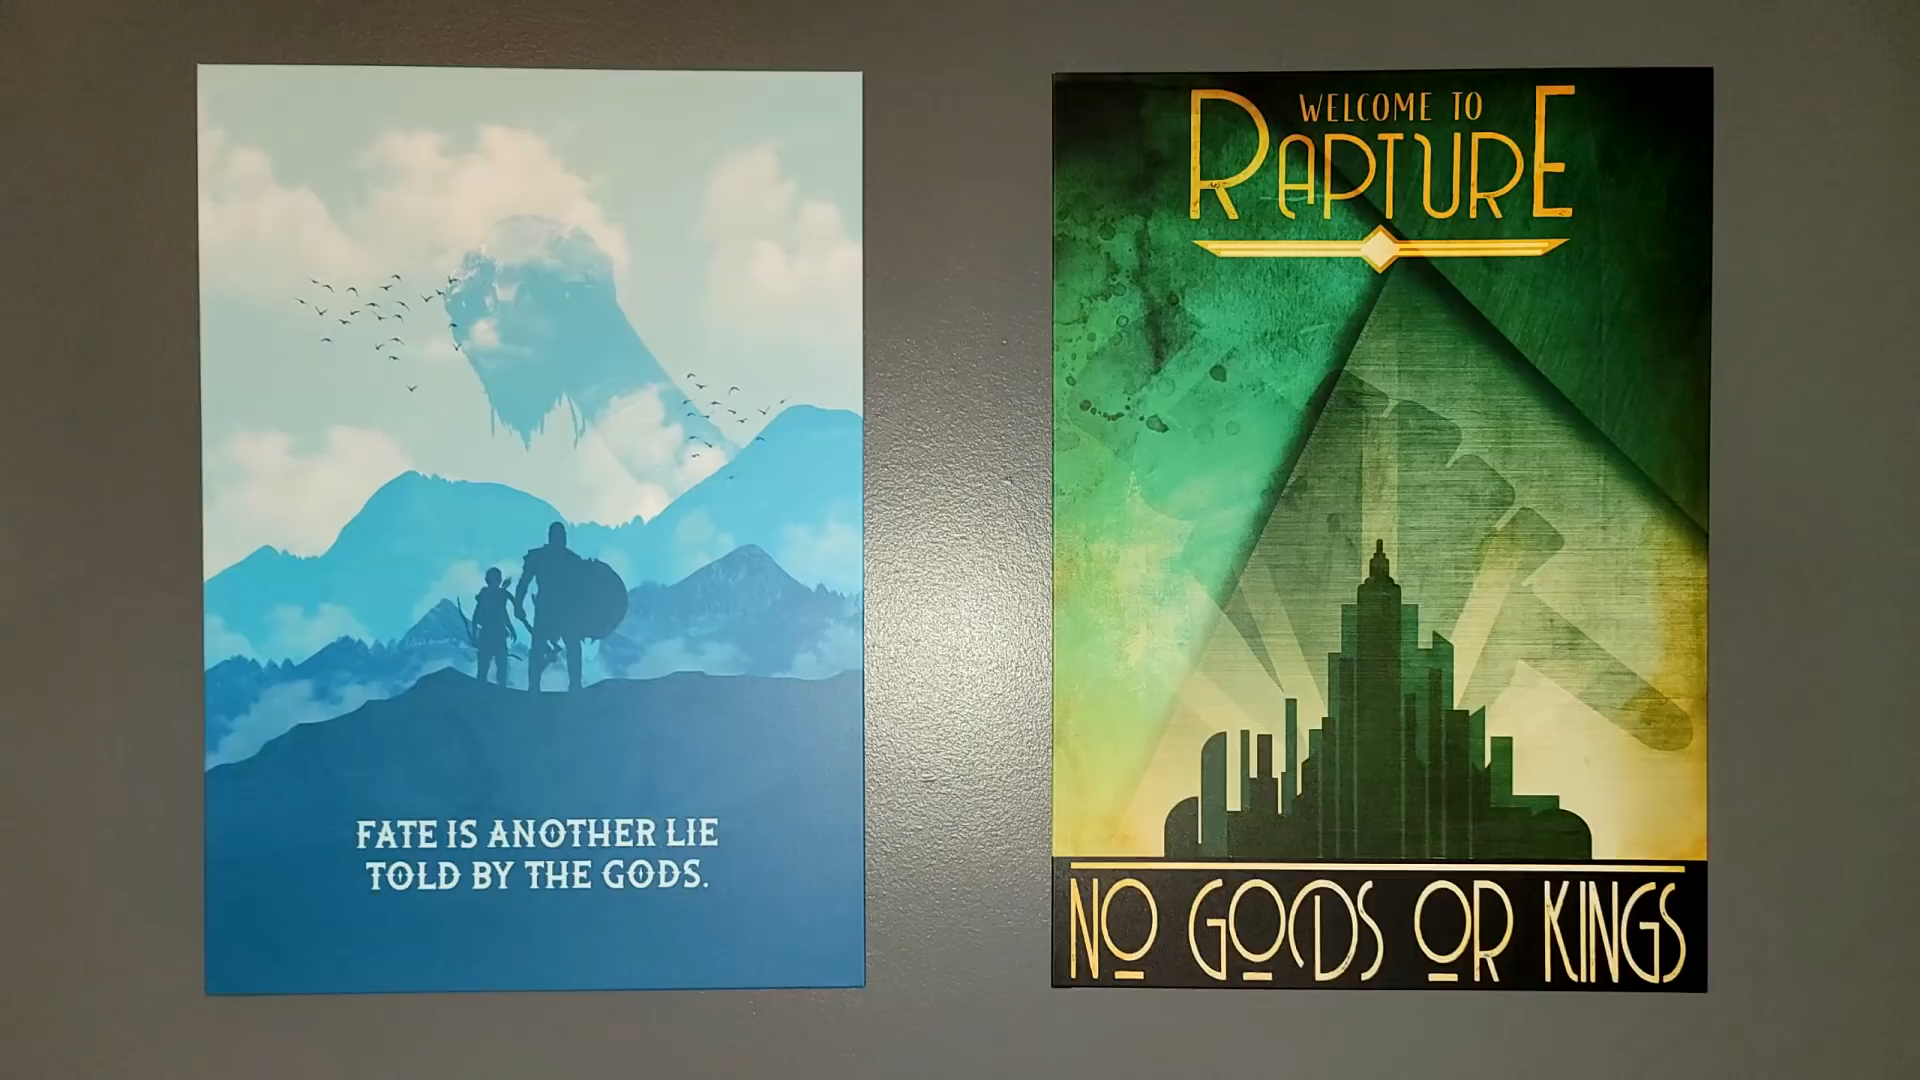 FATE IS ANOTHER LIE
TOLD BY THE GODS.
WELCOME TO
RAPTURE
NO GODS OR KINGS